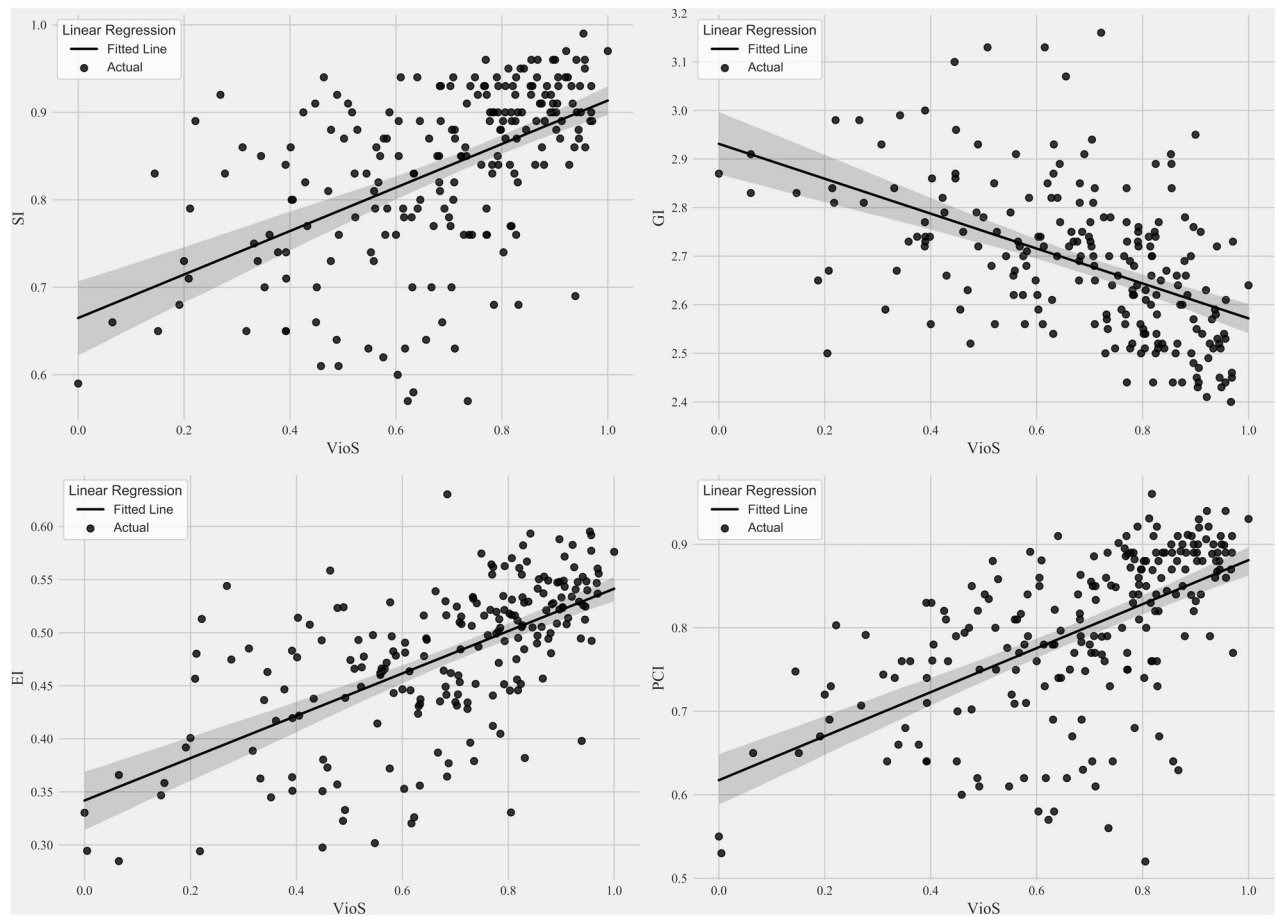 Linear Regression
Fitted Line
Actual
1.0
0.9
0.8
0.7
0.6
SI
0.0 0.2 0.4 0.6 0.8 1.0
VioS
Linear Regression
Fitted Line
Actual
3.2
3.1
3.0
2.9
2.8
2.7
2.6
2.5
2.4
GI
0.0 0.2 0.4 0.6 0.8 1.0
VioS
Linear Regression
Fitted Line
Actual
0.60
0.55
0.50
0.45
0.40
0.35
0.30
EI
0.0 0.2 0.4 0.6 0.8 1.0
VioS
Linear Regression
Fitted Line
Actual
0.9
0.8
0.7
0.6
0.5
PCI
0.0 0.2 0.4 0.6 0.8 1.0
VioS